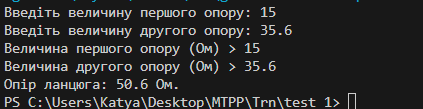 Введіть величину першого опору: 15
Введіть величину другого опору: 35.6
Величина першого опору (Ом) > 15
Величина другого опору (Ом) > 35.6
Опір ланцюга: 50.6 Ом.
PS C:\Users\Katya\Desktop\MTPP\Trn\test 1>